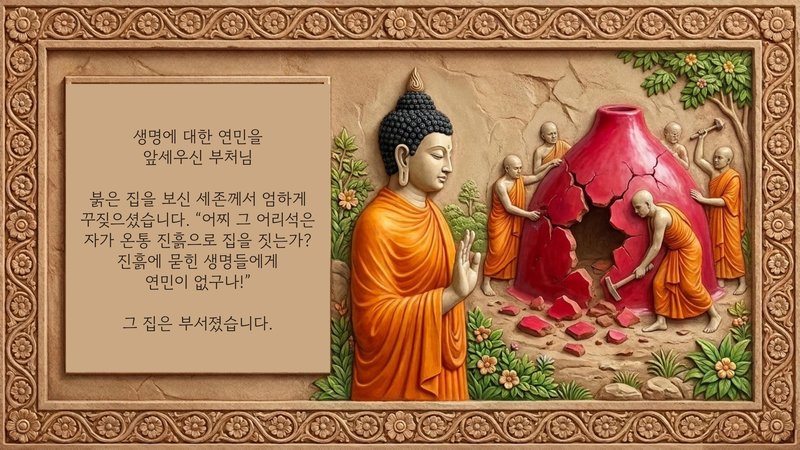 생명에 대한 연민을
앞세우신 부처님
붉은 집을 보신 세존께서 엄하게
꾸짖으셨습니다. “어찌 그 어리석은
자가 온통 진흙으로 집을 짓는가?
진흙에 묻힌 생명들에게
연민이 없구나!”
그 집은 부서졌습니다.